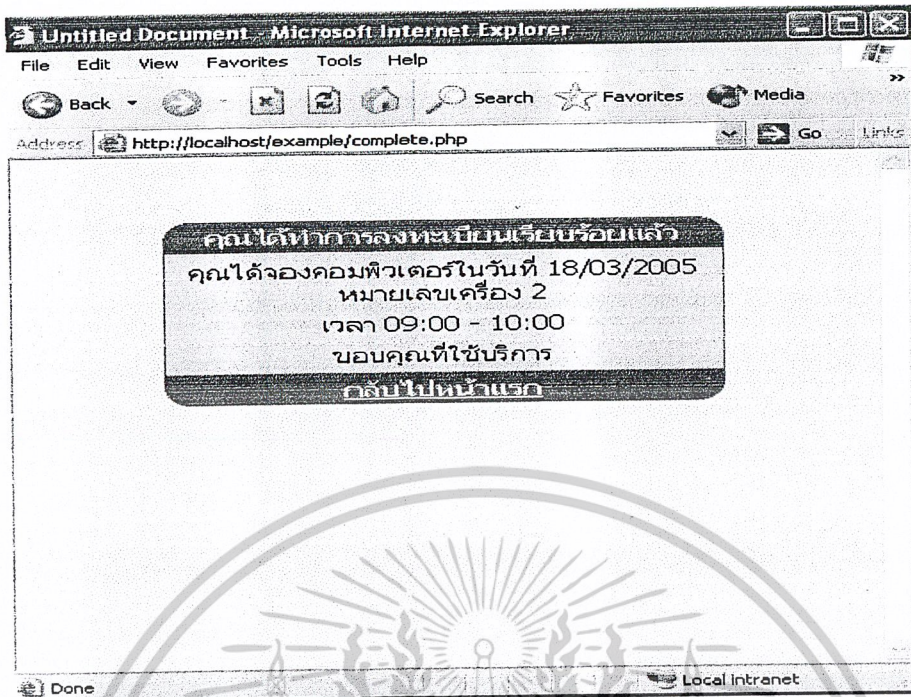 Untitled Document - Microsoft Internet Explorer
File Edit View Favorites Tools Help
Back Search Favorites Media
Address http://localhost/example/complete.php Go Links
คุณได้ทำการลงทะเบียนเรียบร้อยแล้ว
คุณได้จองคอมพิวเตอร์ในวันที่ 18/03/2005
หมายเลขเครื่อง 2
เวลา 09:00 - 10:00
ขอบคุณที่ใช้บริการ
กลับไปหน้าแรก
Done Local intranet